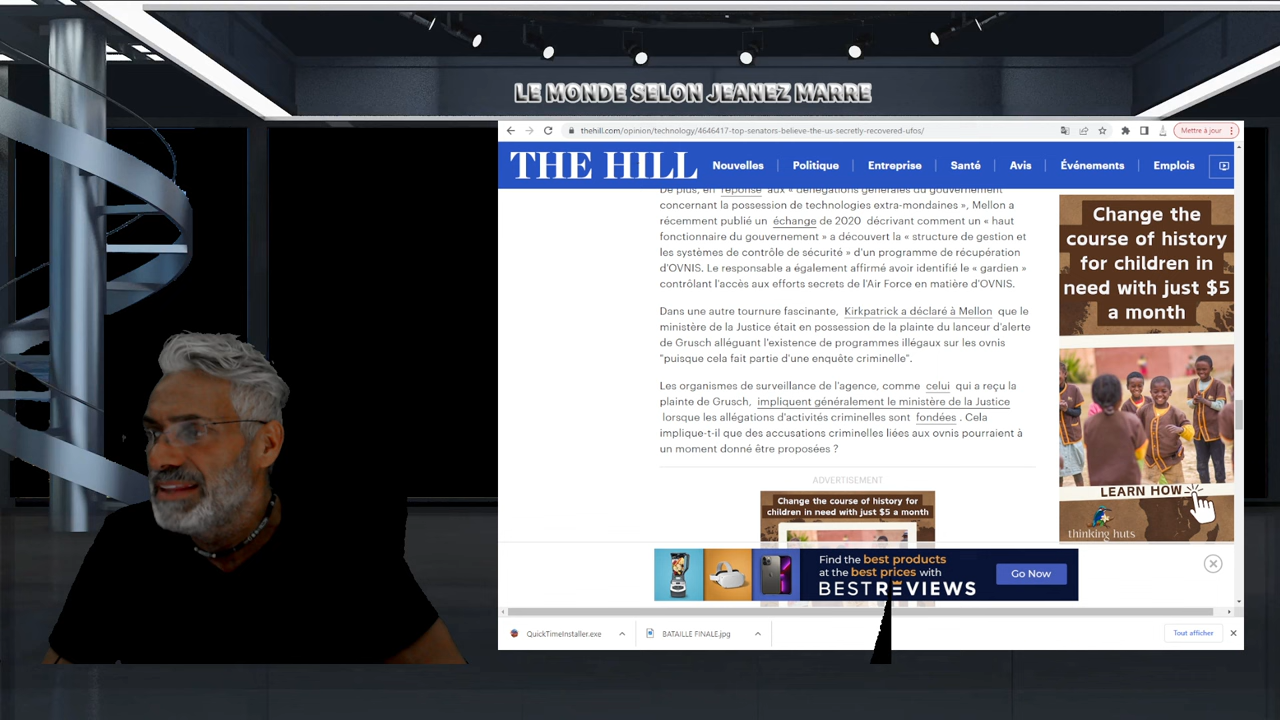 LE MONDE SELON JEANEZ MARRE
thehill.com/opinion/technology/4646417-top-senators-believe-the-us-secretly-recovered-ufos/
Mettre à jour
THE HILL
Nouvelles
Politique
Entreprise
Santé
Avis
Événements
Emplois
De plus, en réponse aux « dénégations générales du gouvernement
concernant la possession de technologies extra-mondaines », Mellon a
récemment publié un échange de 2020 décrivant comment un « haut
fonctionnaire du gouvernement » a découvert la « structure de gestion et
les systèmes de contrôle de sécurité » d'un programme de récupération
d'OVNIS. Le responsable a également affirmé avoir identifié le « gardien »
contrôlant l'accès aux efforts secrets de l'Air Force en matière d'OVNIS.
Dans une autre tournure fascinante, Kirkpatrick a déclaré à Mellon que le
ministère de la Justice était en possession de la plainte du lanceur d'alerte
de Grusch alléguant l'existence de programmes illégaux sur les ovnis
"puisque cela fait partie d'une enquête criminelle".
Les organismes de surveillance de l'agence, comme celui qui a reçu la
plainte de Grusch, impliquent généralement le ministère de la Justice
lorsque les allégations d'activités criminelles sont fondées . Cela
implique-t-il que des accusations criminelles liées aux ovnis pourraient à
un moment donné être proposées ?
ADVERTISEMENT
Change the course of history for
children in need with just $5 a month
Change the
course of history
for children in
need with just $5
a month
LEARN HOW
thinking huts
Find the best products
at the best prices with
BESTREVIEWS
Go Now
QuickTimeInstaller.exe
BATAILLE FINALE.jpg
Tout afficher